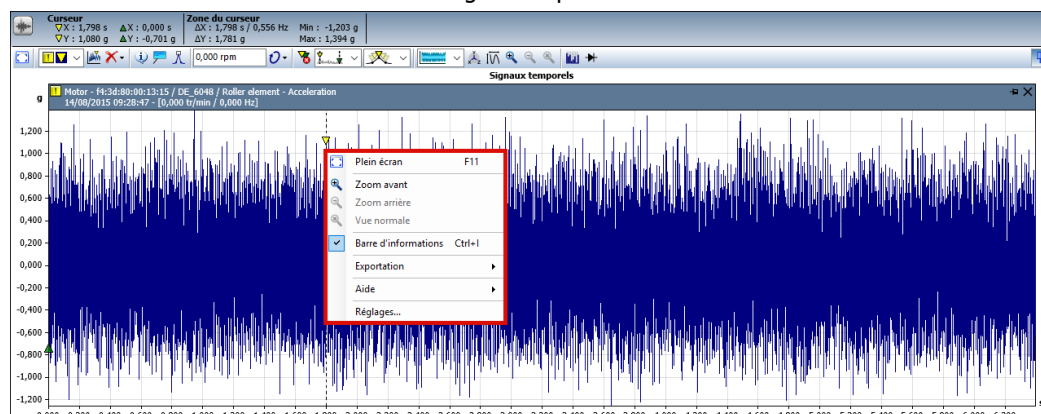 Curseur
▽X : 1,798 s ▲X : 0,000 s
▽Y : 1,080 g ▲Y : -0,701 g
Zone du curseur
ΔX : 1,798 s / 0,556 Hz Min : -1,203 g
ΔY : 1,781 g Max : 1,394 g
0,000 rpm
Signaux temporels
g
Motor - f4:3d:80:00:13:15 / DE_6048 / Roller element - Acceleration
14/08/2015 09:28:47 - [0,000 tr/min / 0,000 Hz]
1,200
1,000
0,800
0,600
0,400
0,200
0,000
-0,200
-0,400
-0,600
-0,800
-1,000
-1,200
Plein écran F11
Zoom avant
Zoom arrière
Vue normale
Barre d'informations Ctrl+I
Exportation
Aide
Réglages...